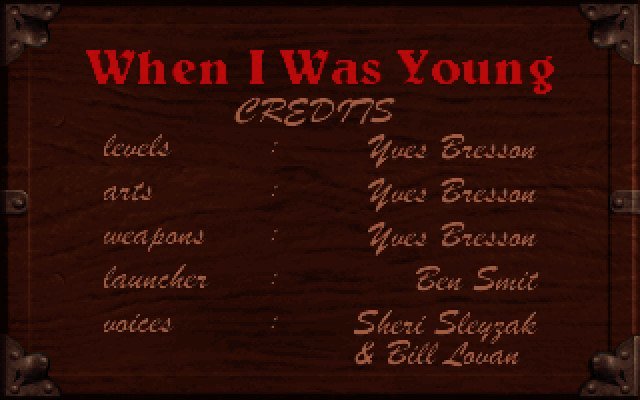 When I Was Young
CREDITS
levels : Yves Bresson
arts : Yves Bresson
weapons : Yves Bresson
launcher : Ben Smit
voices : Sheri Sleyzak
& Bill Lovan